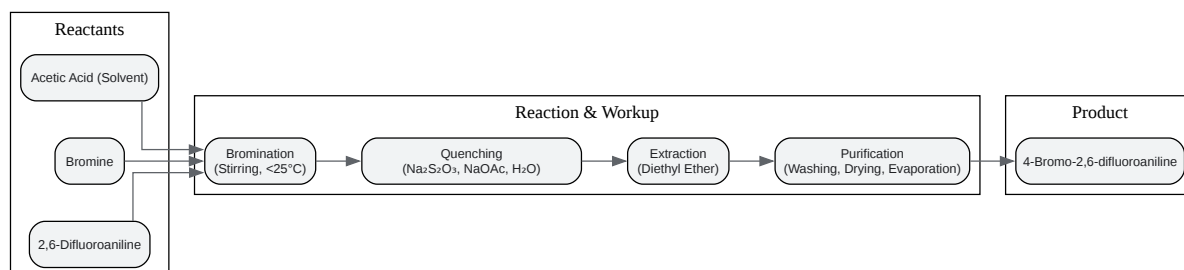 Reactants
Acetic Acid (Solvent)
Bromine
2,6-Difluoroaniline
Reaction & Workup
Bromination
(Stirring, <25°C)
Quenching
(Na₂S₂O₃, NaOAc, H₂O)
Extraction
(Diethyl Ether)
Purification
(Washing, Drying, Evaporation)
Product
4-Bromo-2,6-difluoroaniline